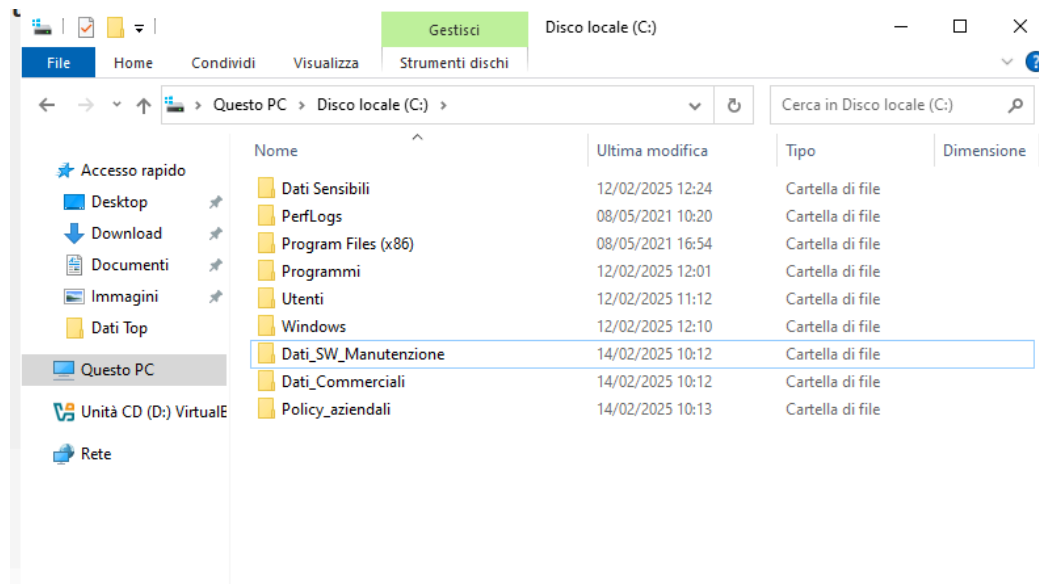 Gestisci
Disco locale (C:)
File Home Condividi Visualizza Strumenti dischi
Questo PC > Disco locale (C:) >
Cerca in Disco locale (C:)
Nome Ultima modifica Tipo Dimensione
Accesso rapido
Desktop
Download
Documenti
Immagini
Dati Top
Questo PC
Unità CD (D:) VirtualB
Rete
Dati Sensibili 12/02/2025 12:24 Cartella di file
PerfLogs 08/05/2021 10:20 Cartella di file
Program Files (x86) 08/05/2021 16:54 Cartella di file
Programmi 12/02/2025 12:01 Cartella di file
Utenti 12/02/2025 11:12 Cartella di file
Windows 12/02/2025 12:10 Cartella di file
Dati_SW_Manutenzione 14/02/2025 10:12 Cartella di file
Dati_Commerciali 14/02/2025 10:12 Cartella di file
Policy_aziendali 14/02/2025 10:13 Cartella di file